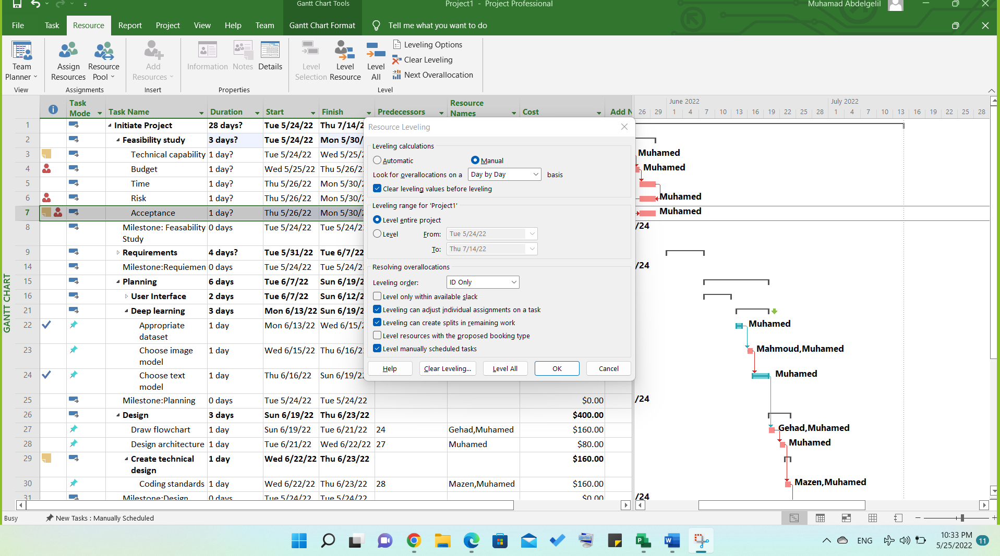 Gantt Chart Tools
Project1 - Project Professional
Muhamad Abdelgelil
File Task Resource Report Project View Help Team Gantt Chart Format Tell me what you want to do
Team Planner
Assign Resources
Resource Pool
Add Resources
Information
Notes
Details
Level Selection
Level Resource
Level All
Leveling Options
Clear Leveling
Next Overallocation
View Assignments Insert Properties Level
Task Mode Task Name Duration Start Finish Predecessors Resource Names Cost Add N
June 2022 July 2022
26 29 1 4 7 10 13 16 19 22 25 28 1 4 7 10 13 16 19 22 25 28
1 Initiate Project 28 days? Tue 5/24/22 Thu 7/14/2
2 Feasibility study 3 days? Tue 5/24/22 Mon 5/30/
3 Technical capability 1 day? Tue 5/24/22 Wed 5/25/2 Muhamed
4 Budget 1 day? Wed 5/25/22 Thu 5/26/2 Muhamed
5 Time 1 day? Thu 5/26/22 Mon 5/30/2
6 Risk 1 day? Thu 5/26/22 Mon 5/30/2 Muhamed
7 Acceptance 1 day? Thu 5/26/22 Mon 5/30/2 Muhamed
8 Milestone: Feasability Study 0 days Tue 5/24/22 Tue 5/24/2 /24
9 Requirements 4 days? Tue 5/31/22 Tue 6/7/22
14 Milestone:Requiemen 0 days Tue 5/24/22 Tue 5/24/2 /24
15 Planning 6 days Tue 6/7/22 Sun 6/19/2
16 User Interface 2 days Tue 6/7/22 Sun 6/12/2
21 Deep learning 3 days Mon 6/13/22 Sun 6/19/2
22 Appropriate dataset 1 day Mon 6/13/22 Wed 6/15/ Muhamed
23 Choose image model 1 day Wed 6/15/22 Thu 6/16/2 Mahmoud,Muhamed
24 Choose text model 1 day Thu 6/16/22 Sun 6/19/22 Muhamed
25 Milestone:Planning 0 days Tue 5/24/22 Tue 5/24/22 $0.00 /24
26 Design 3 days Sun 6/19/22 Thu 6/23/22 $400.00
27 Draw flowchart 1 day Sun 6/19/22 Tue 6/21/22 24 Gehad,Muhamed $160.00 Gehad,Muhamed
28 Design architecture 1 day Tue 6/21/22 Wed 6/22/22 27 Muhamed $80.00 Muhamed
29 Create technical design 1 day Wed 6/22/22 Thu 6/23/22 $160.00
30 Coding standards 1 day Wed 6/22/22 Thu 6/23/22 28 Mazen,Muhamed $160.00 Mazen,Muhamed
31 Milestone:Design 0 days Tue 5/24/22 Tue 5/24/22 $0.00 /24
GANTT CHART
Resource Leveling
Leveling calculations
Automatic Manual
Look for overallocations on a Day by Day basis
Clear leveling values before leveling
Leveling range for 'Project1'
Level entire project
Level From: Tue 5/24/22
To: Thu 7/14/22
Resolving overallocations
Leveling order: ID Only
Level only within available slack
Leveling can adjust individual assignments on a task
Leveling can create splits in remaining work
Level resources with the proposed booking type
Level manually scheduled tasks
Help Clear Leveling... Level All OK Cancel
Busy New Tasks : Manually Scheduled
ENG
10:33 PM
5/25/2022
11